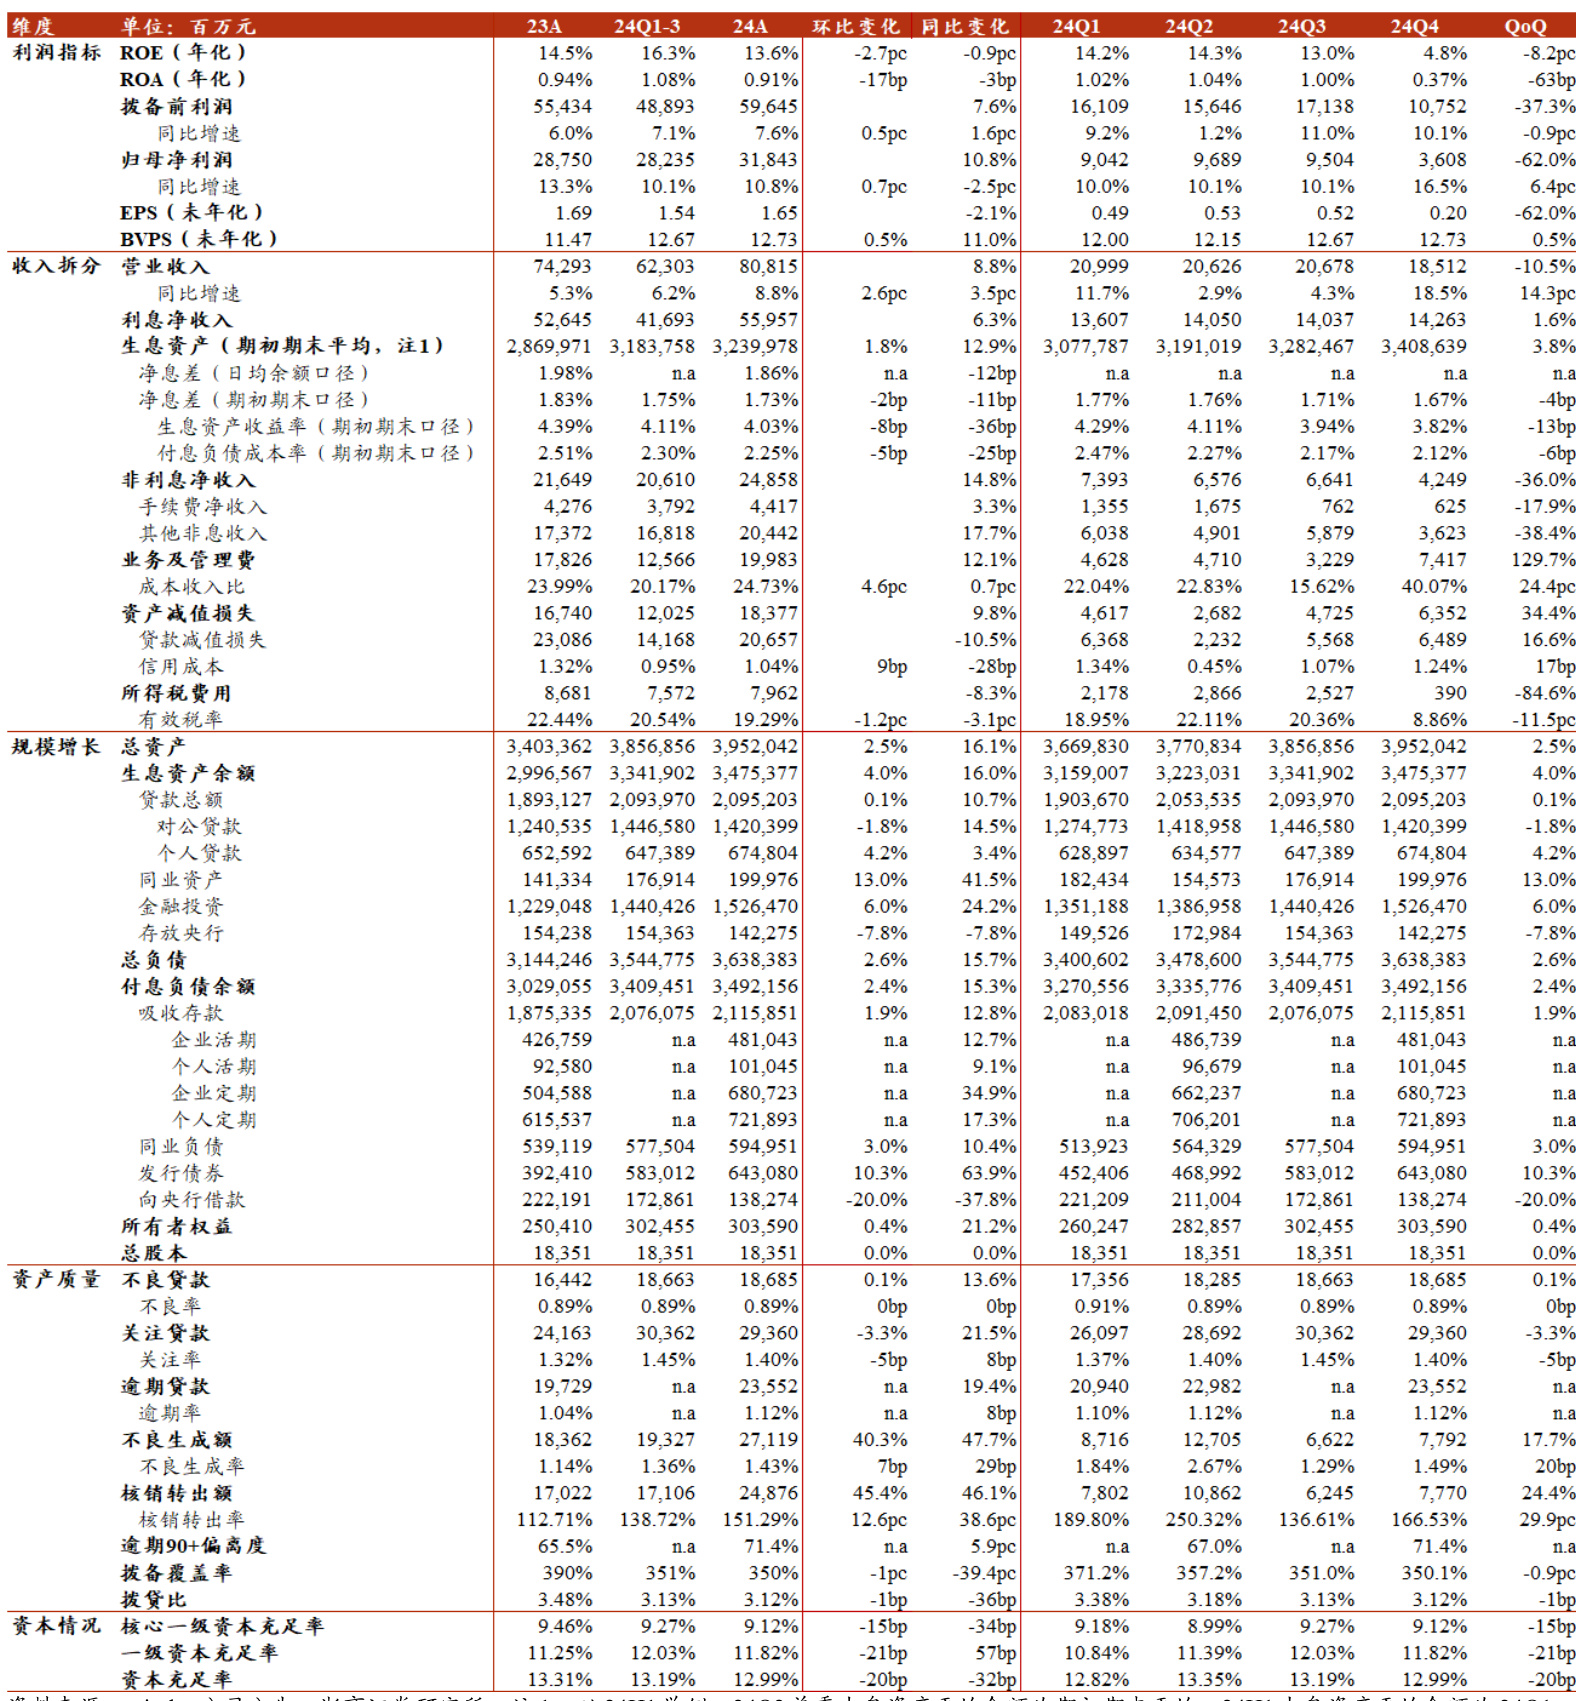 维度 单位：百万元 23A 24Q1-3 24A 环比变化 同比变化 24Q1 24Q2 24Q3 24Q4 QoQ
利润指标 ROE（年化） 14.5% 16.3% 13.6% -2.7pc -0.9pc 14.2% 14.3% 13.0% 4.8% -8.2pc
ROA（年化） 0.94% 1.08% 0.91% -17bp -3bp 1.02% 1.04% 1.00% 0.37% -63bp
拨备前利润 55,434 48,893 59,645 7.6% 16,109 15,646 17,138 10,752 -37.3%
同比增速 6.0% 7.1% 7.6% 0.5pc 1.6pc 9.2% 1.2% 11.0% 10.1% -0.9pc
归母净利润 28,750 28,235 31,843 10.8% 9,042 9,689 9,504 3,608 -62.0%
同比增速 13.3% 10.1% 10.8% 0.7pc -2.5pc 10.0% 10.1% 10.1% 16.5% 6.4pc
EPS（未年化） 1.69 1.54 1.65 -2.1% 0.49 0.53 0.52 0.20 -62.0%
BVPS（未年化） 11.47 12.67 12.73 0.5% 11.0% 12.00 12.15 12.67 12.73 0.5%
收入拆分 营业收入 74,293 62,303 80,815 8.8% 20,999 20,626 20,678 18,512 -10.5%
同比增速 5.3% 6.2% 8.8% 2.6pc 3.5pc 11.7% 2.9% 4.3% 18.5% 14.3pc
利息净收入 52,645 41,693 55,957 6.3% 13,607 14,050 14,037 14,263 1.6%
生息资产（期初期末平均，注1） 2,869,971 3,183,758 3,239,978 1.8% 12.9% 3,077,787 3,191,019 3,282,467 3,408,639 3.8%
净息差（日均余额口径） 1.98% n.a 1.86% n.a -12bp n.a n.a n.a n.a n.a
净息差（期初期末口径） 1.83% 1.75% 1.73% -2bp -11bp 1.77% 1.76% 1.71% 1.67% -4bp
生息资产收益率（期初期末口径） 4.39% 4.11% 4.03% -8bp -36bp 4.29% 4.11% 3.94% 3.82% -13bp
付息负债成本率（期初期末口径） 2.51% 2.30% 2.25% -5bp -25bp 2.47% 2.27% 2.17% 2.12% -6bp
非利息净收入 21,649 20,610 24,858 14.8% 7,393 6,576 6,641 4,249 -36.0%
手续费净收入 4,276 3,792 4,417 3.3% 1,355 1,675 762 625 -17.9%
其他非息收入 17,372 16,818 20,442 17.7% 6,038 4,901 5,879 3,623 -38.4%
业务及管理费 17,826 12,566 19,983 12.1% 4,628 4,710 3,229 7,417 129.7%
成本收入比 23.99% 20.17% 24.73% 4.6pc 0.7pc 22.04% 22.83% 15.62% 40.07% 24.4pc
资产减值损失 16,740 12,025 18,377 9.8% 4,617 2,682 4,725 6,352 34.4%
贷款减值损失 23,086 14,168 20,657 -10.5% 6,368 2,232 5,568 6,489 16.6%
信用成本 1.32% 0.95% 1.04% 9bp -28bp 1.34% 0.45% 1.07% 1.24% 17bp
所得税费用 8,681 7,572 7,962 -8.3% 2,178 2,866 2,527 390 -84.6%
有效税率 22.44% 20.54% 19.29% -1.2pc -3.1pc 18.95% 22.11% 20.36% 8.86% -11.5pc
规模增长 总资产 3,403,362 3,856,856 3,952,042 2.5% 16.1% 3,669,830 3,770,834 3,856,856 3,952,042 2.5%
生息资产余额 2,996,567 3,341,902 3,475,377 4.0% 16.0% 3,159,007 3,223,031 3,341,902 3,475,377 4.0%
贷款总额 1,893,127 2,093,970 2,095,203 0.1% 10.7% 1,903,670 2,053,535 2,093,970 2,095,203 0.1%
对公贷款 1,240,535 1,446,580 1,420,399 -1.8% 14.5% 1,274,773 1,418,958 1,446,580 1,420,399 -1.8%
个人贷款 652,592 647,389 674,804 4.2% 3.4% 628,897 634,577 647,389 674,804 4.2%
同业资产 141,334 176,914 199,976 13.0% 41.5% 182,434 154,573 176,914 199,976 13.0%
金融投资 1,229,048 1,440,426 1,526,470 6.0% 24.2% 1,351,188 1,386,958 1,440,426 1,526,470 6.0%
存放央行 154,238 154,363 142,275 -7.8% -7.8% 149,526 172,984 154,363 142,275 -7.8%
总负债 3,144,246 3,544,775 3,638,383 2.6% 15.7% 3,400,602 3,478,600 3,544,775 3,638,383 2.6%
付息负债余额 3,029,055 3,409,451 3,492,156 2.4% 15.3% 3,270,556 3,335,776 3,409,451 3,492,156 2.4%
吸收存款 1,875,335 2,076,075 2,115,851 1.9% 12.8% 2,083,018 2,091,450 2,076,075 2,115,851 1.9%
企业活期 426,759 n.a 481,043 n.a 12.7% n.a 486,739 n.a 481,043 n.a
个人活期 92,580 n.a 101,045 n.a 9.1% n.a 96,679 n.a 101,045 n.a
企业定期 504,588 n.a 680,723 n.a 34.9% n.a 662,237 n.a 680,723 n.a
个人定期 615,537 n.a 721,893 n.a 17.3% n.a 706,201 n.a 721,893 n.a
同业负债 539,119 577,504 594,951 3.0% 10.4% 513,923 564,329 577,504 594,951 3.0%
发行债券 392,410 583,012 643,080 10.3% 63.9% 452,406 468,992 583,012 643,080 10.3%
向央行借款 222,191 172,861 138,274 -20.0% -37.8% 221,209 211,004 172,861 138,274 -20.0%
所有者权益 250,410 302,455 303,590 0.4% 21.2% 260,247 282,857 302,455 303,590 0.4%
总股本 18,351 18,351 18,351 0.0% 0.0% 18,351 18,351 18,351 18,351 0.0%
资产质量 不良贷款 16,442 18,663 18,685 0.1% 13.6% 17,356 18,285 18,663 18,685 0.1%
不良率 0.89% 0.89% 0.89% 0bp 0bp 0.91% 0.89% 0.89% 0.89% 0bp
关注贷款 24,163 30,362 29,360 -3.3% 21.5% 26,097 28,692 30,362 29,360 -3.3%
关注率 1.32% 1.45% 1.40% -5bp 8bp 1.37% 1.40% 1.45% 1.40% -5bp
逾期贷款 19,729 n.a 23,552 n.a 19.4% 20,940 22,982 n.a 23,552 n.a
逾期率 1.04% n.a 1.12% n.a 8bp 1.10% 1.12% n.a 1.12% n.a
不良生成额 18,362 19,327 27,119 40.3% 47.7% 8,716 12,705 6,622 7,792 17.7%
不良生成率 1.14% 1.36% 1.43% 7bp 29bp 1.84% 2.67% 1.29% 1.49% 20bp
核销转出额 17,022 17,106 24,876 45.4% 46.1% 7,802 10,862 6,245 7,770 24.4%
核销转出率 112.71% 138.72% 151.29% 12.6pc 38.6pc 189.80% 250.32% 136.61% 166.53% 29.9pc
逾期90+偏离度 65.5% n.a 71.4% n.a 5.9pc n.a 67.0% n.a 71.4% n.a
拨备覆盖率 390% 351% 350% -1pc -39.4pc 371.2% 357.2% 351.0% 350.1% -0.9pc
拨贷比 3.48% 3.13% 3.12% -1bp -36bp 3.38% 3.18% 3.13% 3.12% -1bp
资本情况 核心一级资本充足率 9.46% 9.27% 9.12% -15bp -34bp 9.18% 8.99% 9.27% 9.12% -15bp
一级资本充足率 11.25% 12.03% 11.82% -21bp 57bp 10.84% 11.39% 12.03% 11.82% -21bp
资本充足率 13.31% 13.19% 12.99% -20bp -32bp 12.82% 13.35% 13.19% 12.99% -20bp